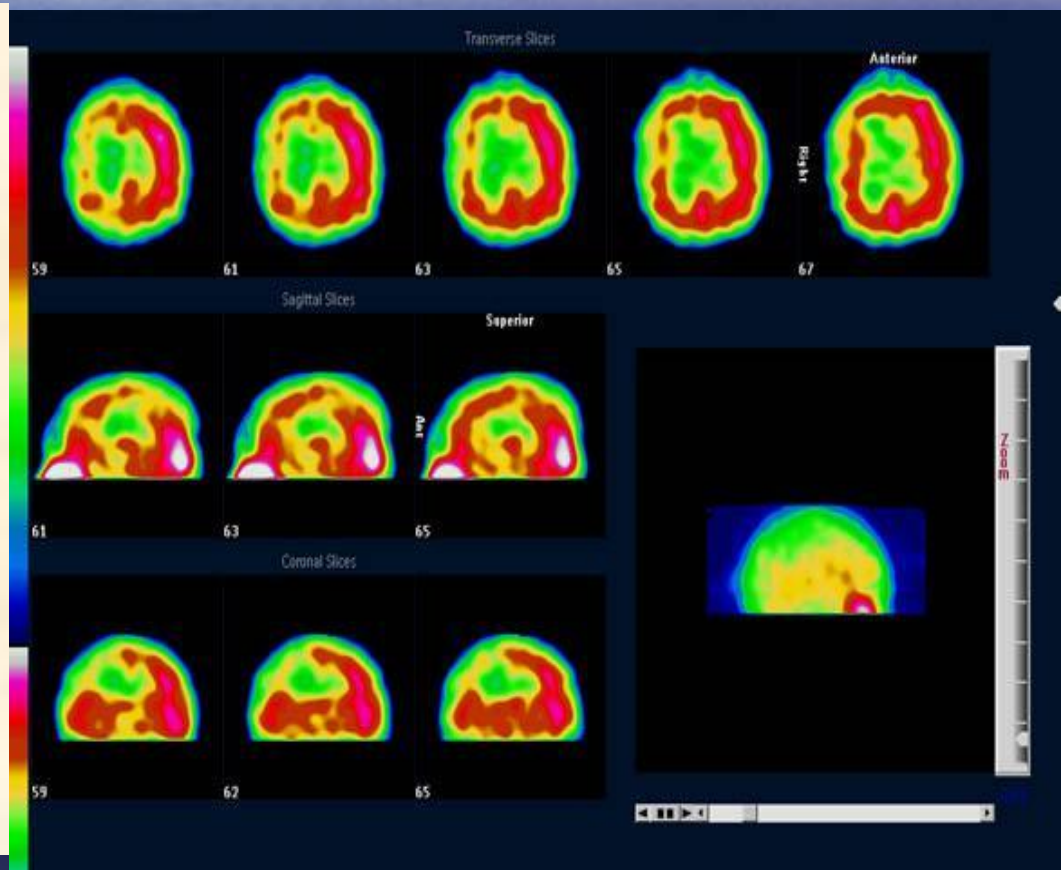 Transverse Slices
Anterior
Right
59
61
63
65
67
Sagittal Slices
Superior
Ant
61
63
65
Zoom
Coronal Slices
59
62
65